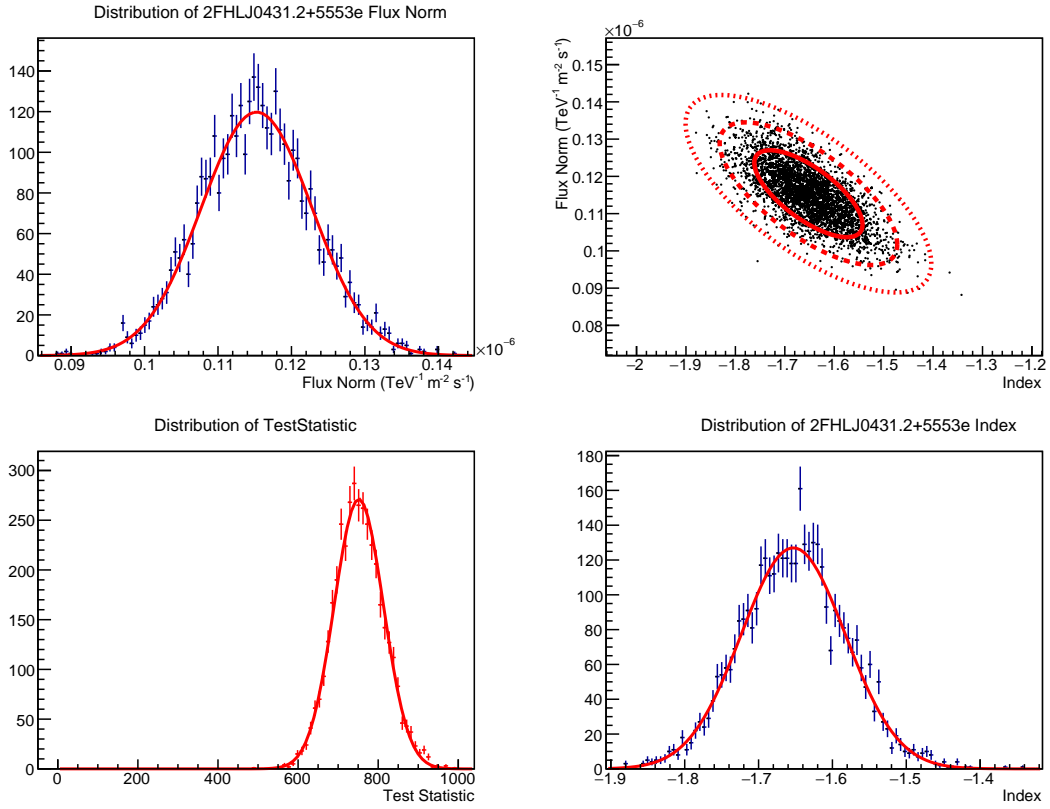 Distribution of 2FHLJ0431.2+5553e Flux Norm
140
120
100
80
60
40
20
0
0.09 0.1 0.11 0.12 0.13 0.14
×10⁻⁶
Flux Norm (TeV⁻¹ m⁻² s⁻¹)
×10⁻⁶
Flux Norm (TeV⁻¹ m⁻² s⁻¹)
0.15
0.14
0.13
0.12
0.11
0.1
0.09
0.08
−2 −1.9 −1.8 −1.7 −1.6 −1.5 −1.4 −1.3 −1.2
Index
Distribution of TestStatistic
300
250
200
150
100
50
0
0 200 400 600 800 1000
Test Statistic
Distribution of 2FHLJ0431.2+5553e Index
180
160
140
120
100
80
60
40
20
0
−1.9 −1.8 −1.7 −1.6 −1.5 −1.4
Index